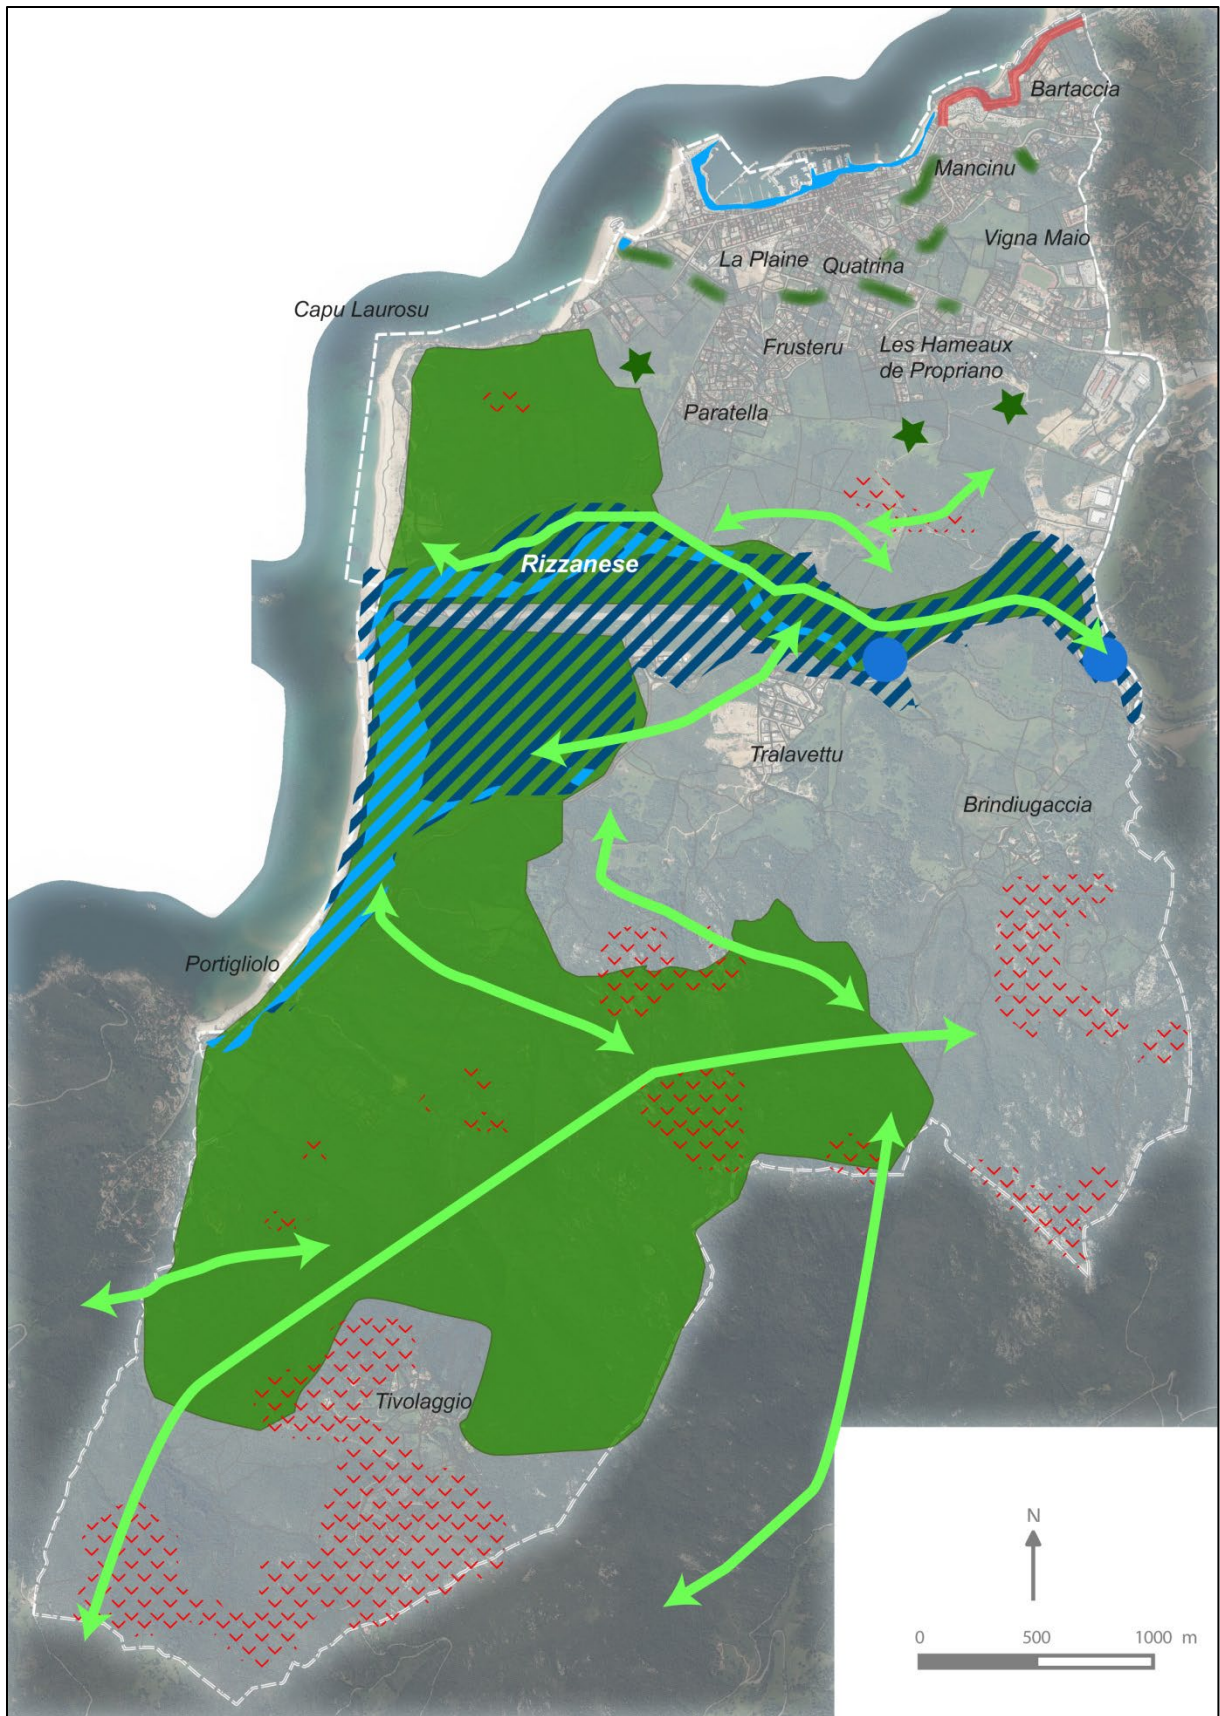 Bartaccia
Mancinu
Vigna Maio
La Plaine
Quatrina
Capu Laurosu
Frusteru
Les Hameaux
de Propriano
Paratella
Rizzanese
Tralavettu
Brindiugaccia
Portigliolo
Tivolaggio
N
0 500 1000 m